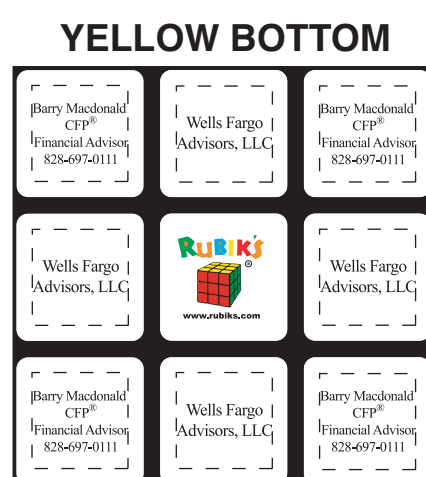 YELLOW BOTTOM
Barry Macdonald
CFP®
Financial Advisor
828-697-0111
Wells Fargo
Advisors, LLC
Barry Macdonald
CFP®
Financial Advisor
828-697-0111
Wells Fargo
Advisors, LLC
RUBIK'S
®
www.rubiks.com
Wells Fargo
Advisors, LLC
Barry Macdonald
CFP®
Financial Advisor
828-697-0111
Wells Fargo
Advisors, LLC
Barry Macdonald
CFP®
Financial Advisor
828-697-0111